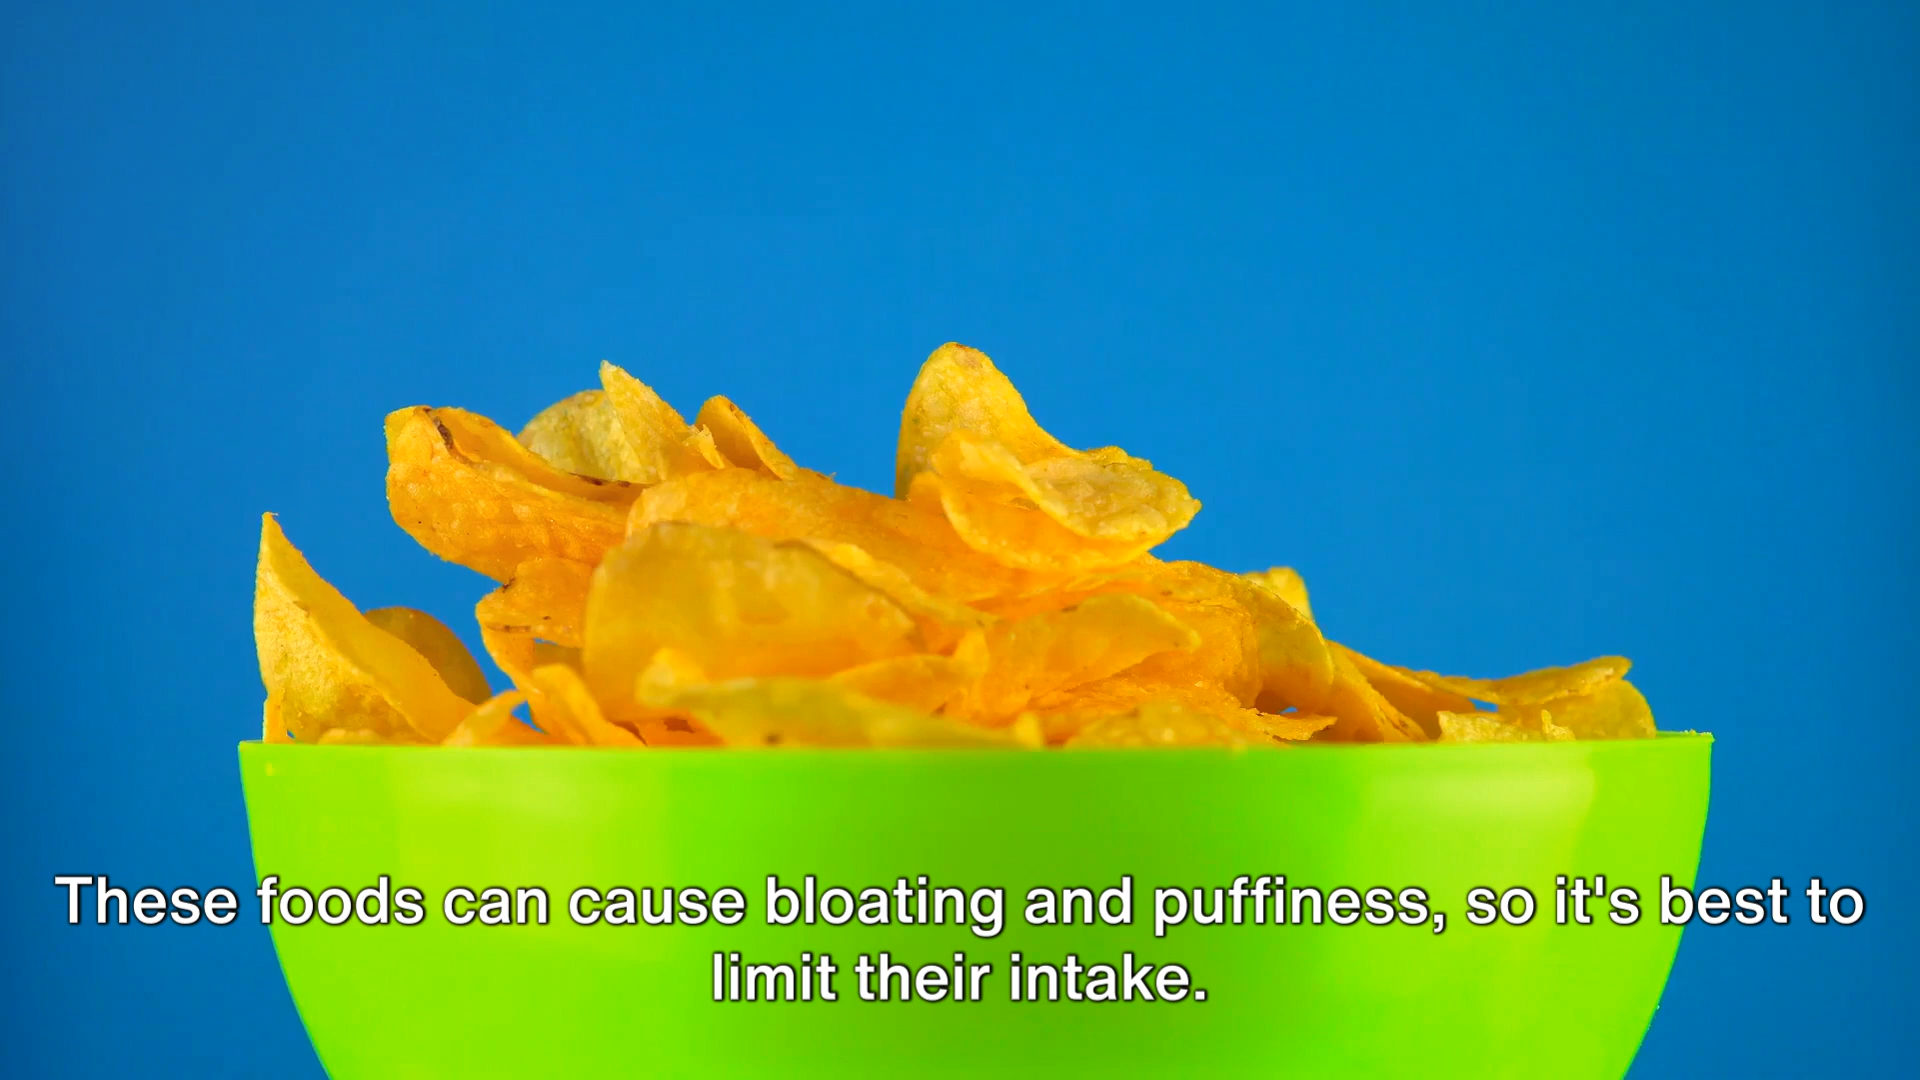 These foods can cause bloating and puffiness, so it's best to
limit their intake.